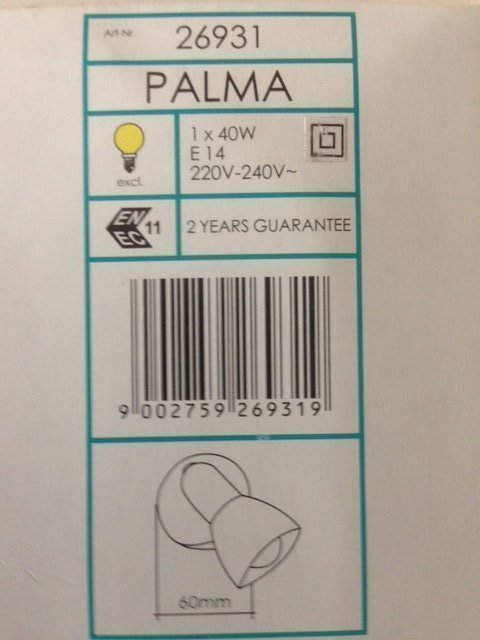 Art-Nr. 26931
PALMA
excl.
1 x 40W
E 14
220V-240V~
EN
EC
11
2 YEARS GUARANTEE
9 002759 269319
60mm